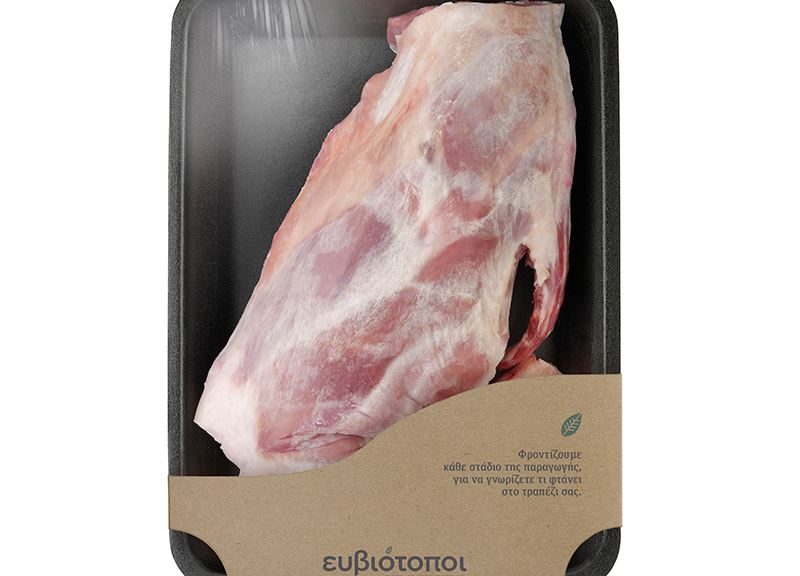 Φροντίζουμε
κάθε στάδιο της παραγωγής,
για να γνωρίζετε τι φτάνει
στο τραπέζι σας.
ευβιότοποι